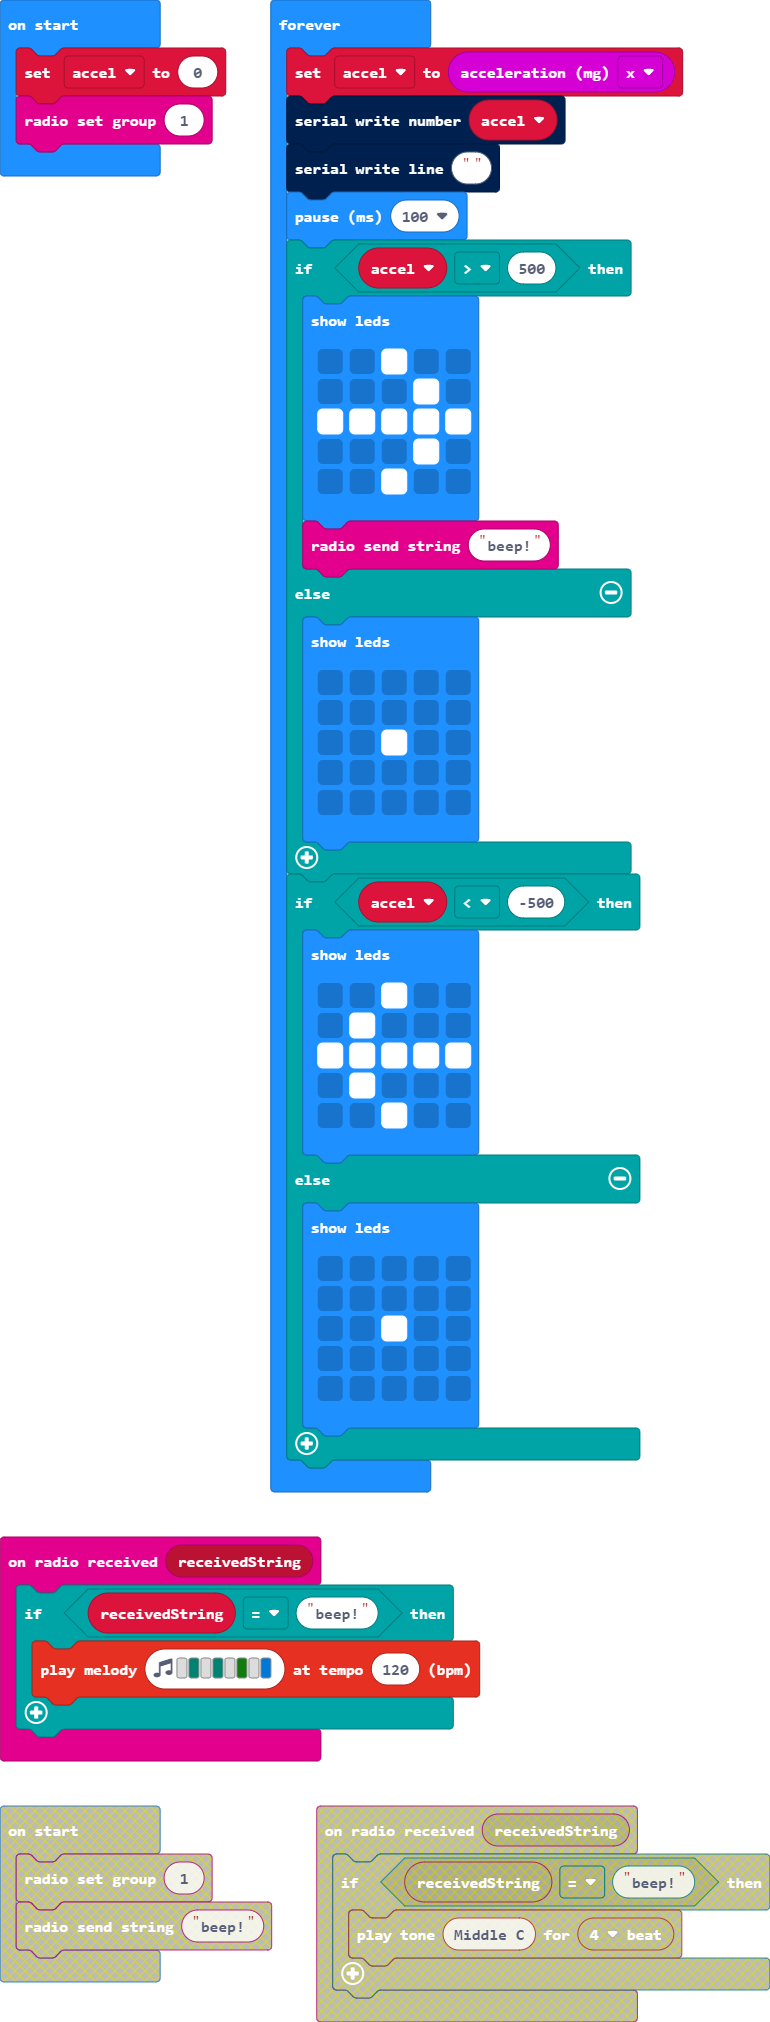 on start
set accel to 0
radio set group 1
forever
set accel to acceleration (mg) x
serial write number accel
serial write line " "
pause (ms) 100
if accel > 500 then
show leds
radio send string "beep!"
else
show leds
if accel < -500 then
show leds
else
show leds
on radio received receivedString
if receivedString = "beep!" then
play melody at tempo 120 (bpm)
on start
radio set group 1
radio send string "beep!"
on radio received receivedString
if receivedString = "beep!" then
play tone Middle C for 4 beat